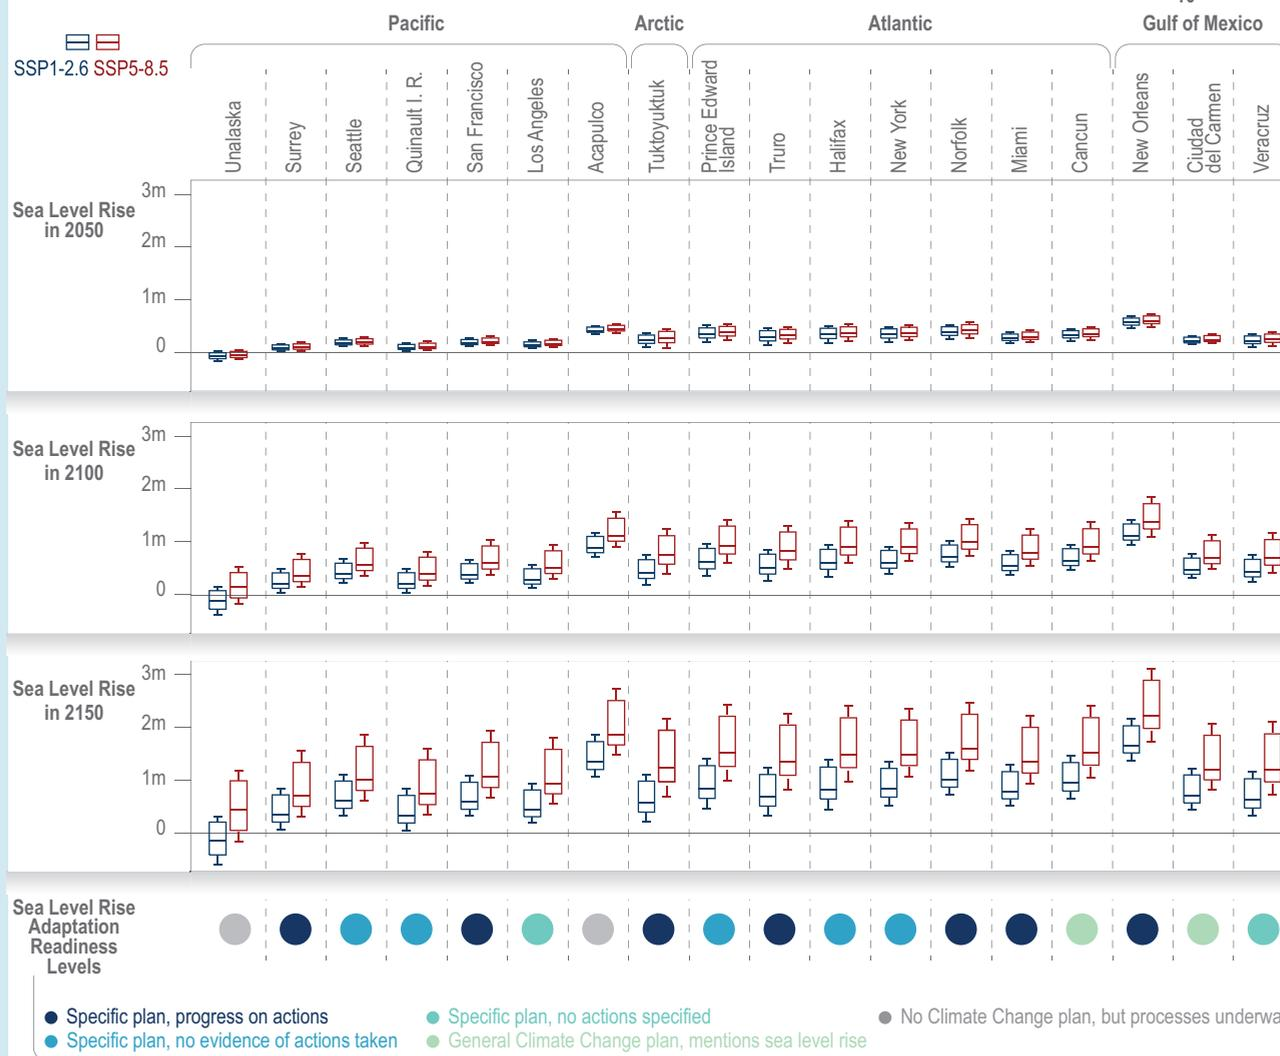 Pacific
Arctic
Atlantic
Gulf of Mexico
SSP1-2.6 SSP5-8.5
Unalaska
Surrey
Seattle
Quinault I. R.
San Francisco
Los Angeles
Acapulco
Tuktoyuktuk
Prince Edward
Island
Truro
Halifax
New York
Norfolk
Miami
Cancun
New Orleans
Ciudad
del Carmen
Veracruz
Sea Level Rise
in 2050
3m
2m
1m
0
Sea Level Rise
in 2100
3m
2m
1m
0
Sea Level Rise
in 2150
3m
2m
1m
0
Sea Level Rise
Adaptation
Readiness
Levels
Specific plan, progress on actions
Specific plan, no evidence of actions taken
Specific plan, no actions specified
General Climate Change plan, mentions sea level rise
No Climate Change plan, but processes underwa